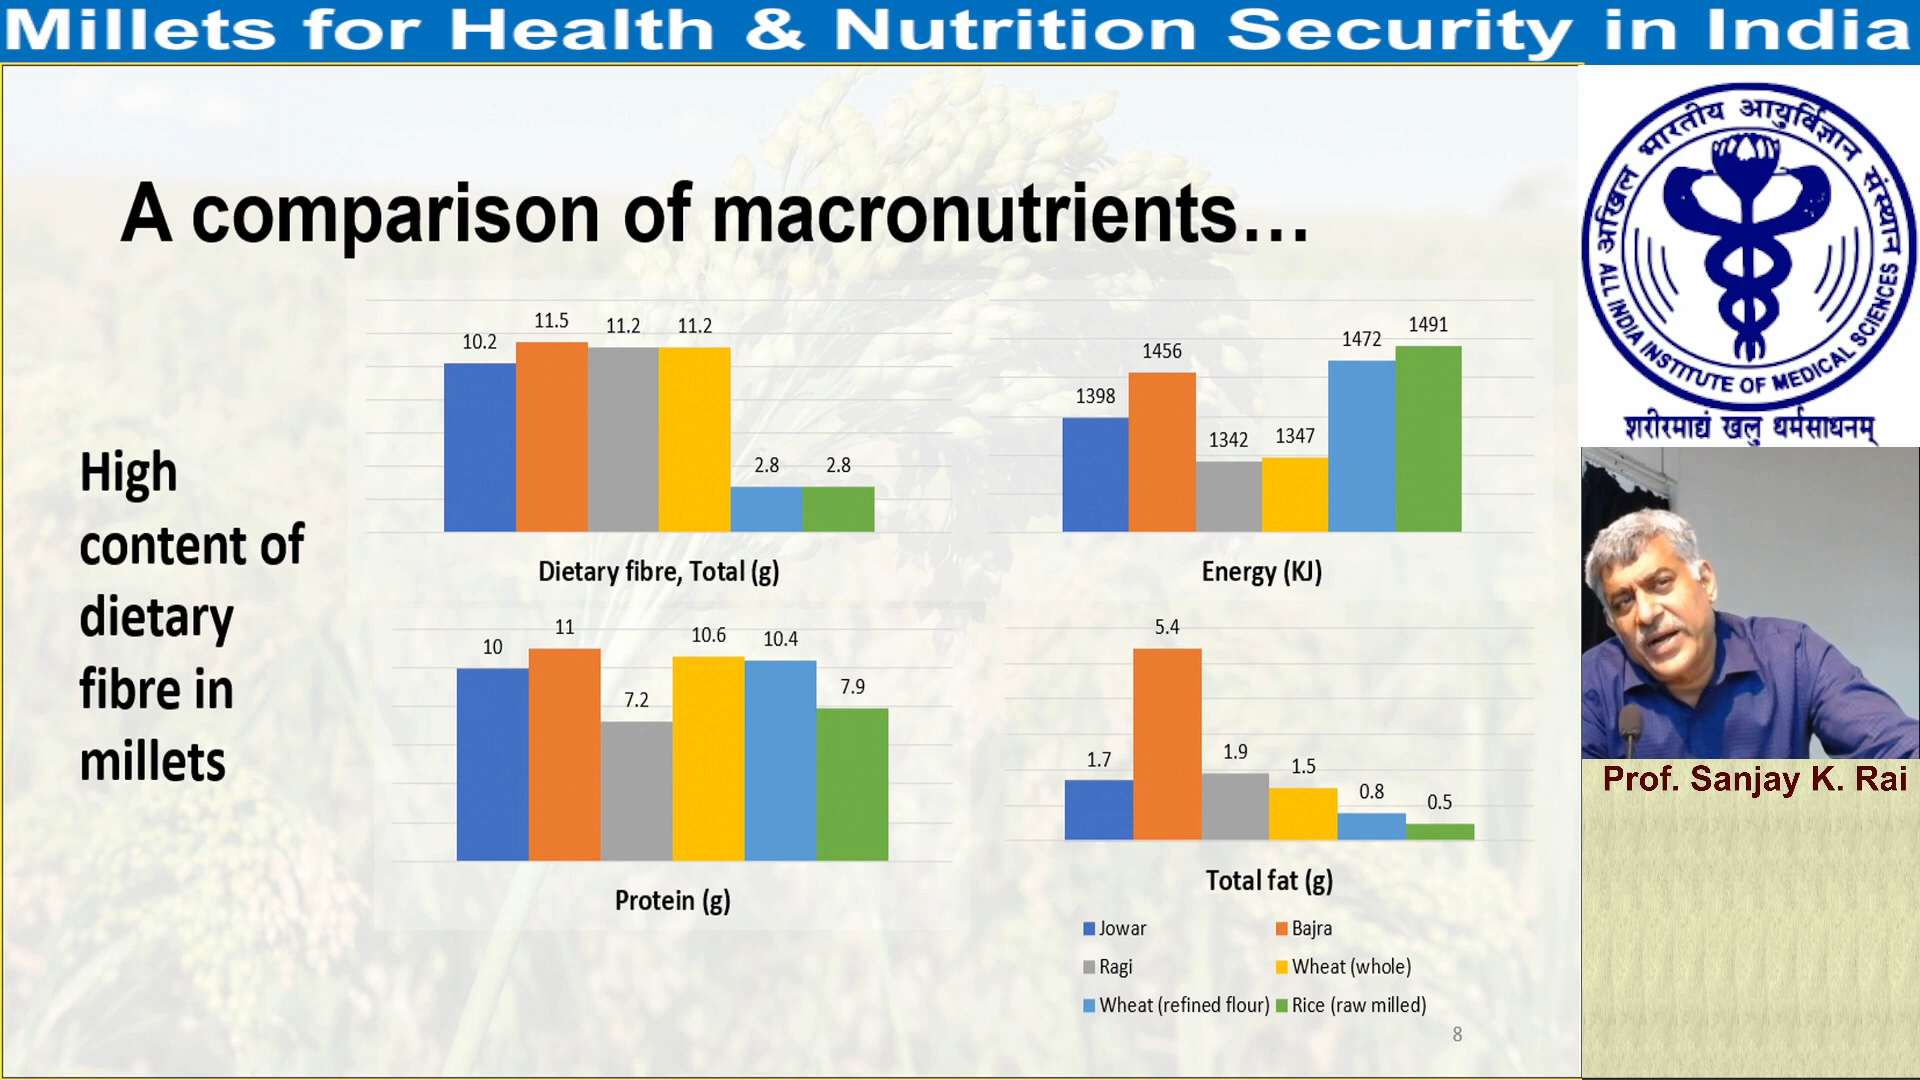 Millets for Health & Nutrition Security in India
A comparison of macronutrients...
High
content of
dietary
fibre in
millets
10.2
11.5
11.2
11.2
2.8
2.8
Dietary fibre, Total (g)
1398
1456
1342
1347
1472
1491
Energy (KJ)
10
11
7.2
10.6
10.4
7.9
Protein (g)
1.7
5.4
1.9
1.5
0.8
0.5
Total fat (g)
Jowar
Bajra
Ragi
Wheat (whole)
Wheat (refined flour)
Rice (raw milled)
8
अखिल भारतीय आयुर्विज्ञान संस्थान
ALL INDIA INSTITUTE OF MEDICAL SCIENCES
शरीरमाद्यं खलु धर्मसाधनम्
Prof. Sanjay K. Rai